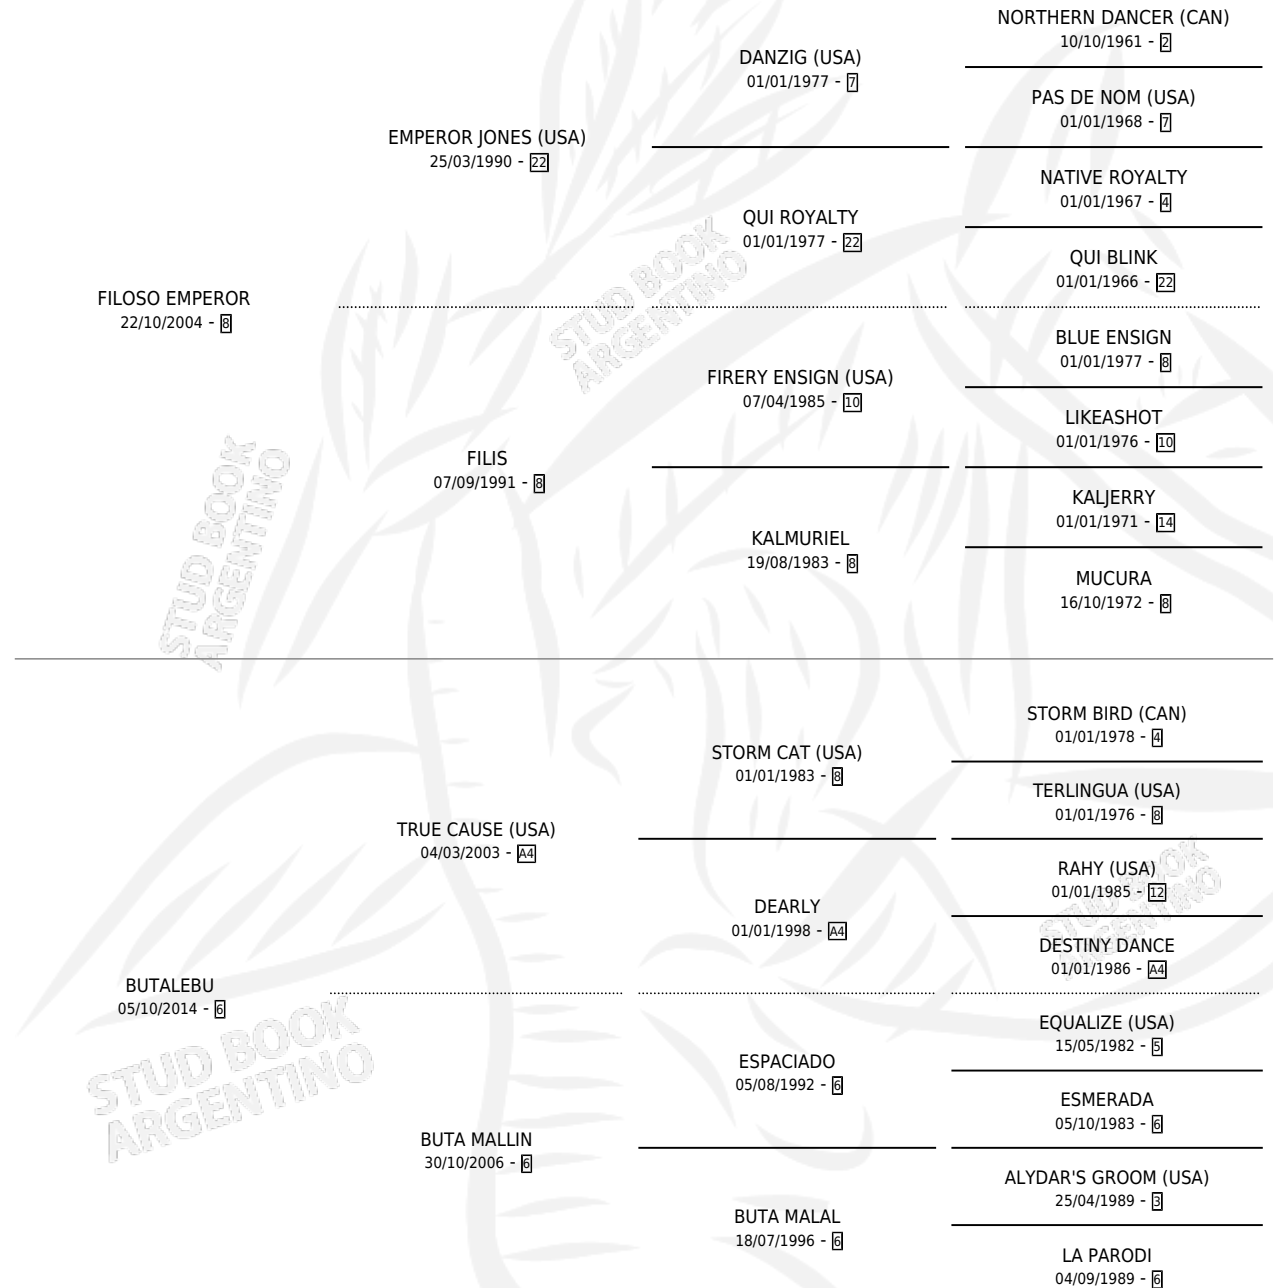 NORTHERN DANCER (CAN)
10/10/1961 - 2
DANZIG (USA)
01/01/1977 - 7
PAS DE NOM (USA)
01/01/1968 - 7
EMPEROR JONES (USA)
25/03/1990 - 22
NATIVE ROYALTY
01/01/1967 - 4
QUI ROYALTY
01/01/1977 - 22
QUI BLINK
01/01/1966 - 22
FILOSO EMPEROR
22/10/2004 - 8
STUD BOOK
ARGENTINO
BLUE ENSIGN
01/01/1977 - 8
FIRERY ENSIGN (USA)
07/04/1985 - 10
LIKEASHOT
01/01/1976 - 10
FILIS
07/09/1991 - 8
KALJERRY
01/01/1971 - 14
KALMURIEL
19/08/1983 - 8
MUCURA
16/10/1972 - 8
STUD BOOK
ARGENTINO
STORM BIRD (CAN)
01/01/1978 - 4
STORM CAT (USA)
01/01/1983 - 8
TERLINGUA (USA)
01/01/1976 - 8
TRUE CAUSE (USA)
04/03/2003 - A4
RAHY (USA)
01/01/1985 - 12
STUD BOOK
ARGENTINO
DEARLY
01/01/1998 - A4
DESTINY DANCE
01/01/1986 - A4
BUTALEBU
05/10/2014 - 6
STUD BOOK
ARGENTINO
EQUALIZE (USA)
15/05/1982 - 5
ESPACIADO
05/08/1992 - 6
ESMERADA
05/10/1983 - 6
BUTA MALLIN
30/10/2006 - 6
ALYDAR'S GROOM (USA)
25/04/1989 - 3
BUTA MALAL
18/07/1996 - 6
LA PARODI
04/09/1989 - 6